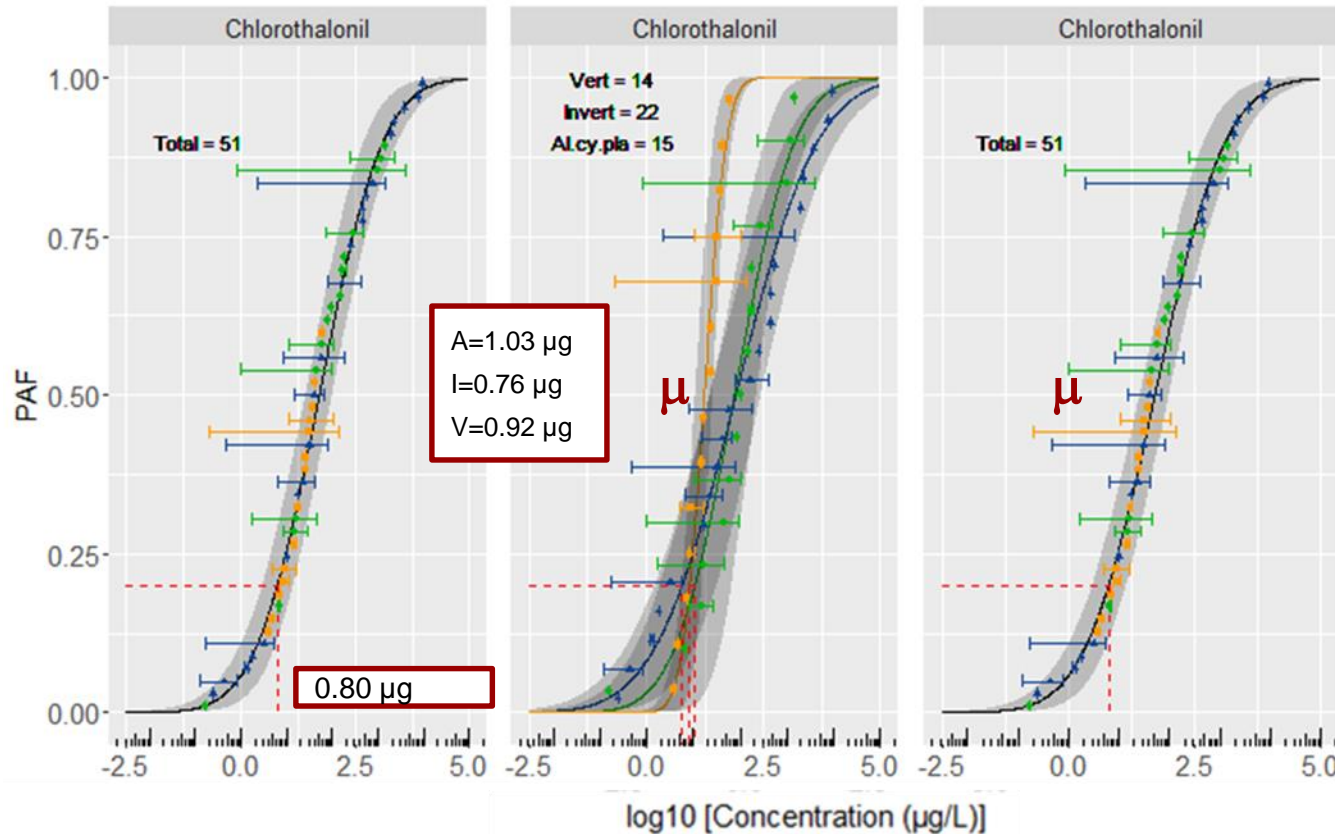 Chlorothalonil
Chlorothalonil
Chlorothalonil
PAF
1.00
0.75
0.50
0.25
0.00
Total = 51
Vert = 14
Invert = 22
Al.cy.pla = 15
Total = 51
A=1.03 µg
I=0.76 µg
V=0.92 µg
µ
µ
0.80 µg
-2.5 0.0 2.5 5.0
-2.5 0.0 2.5 5.0
-2.5 0.0 2.5 5.0
log10 [Concentration (µg/L)]